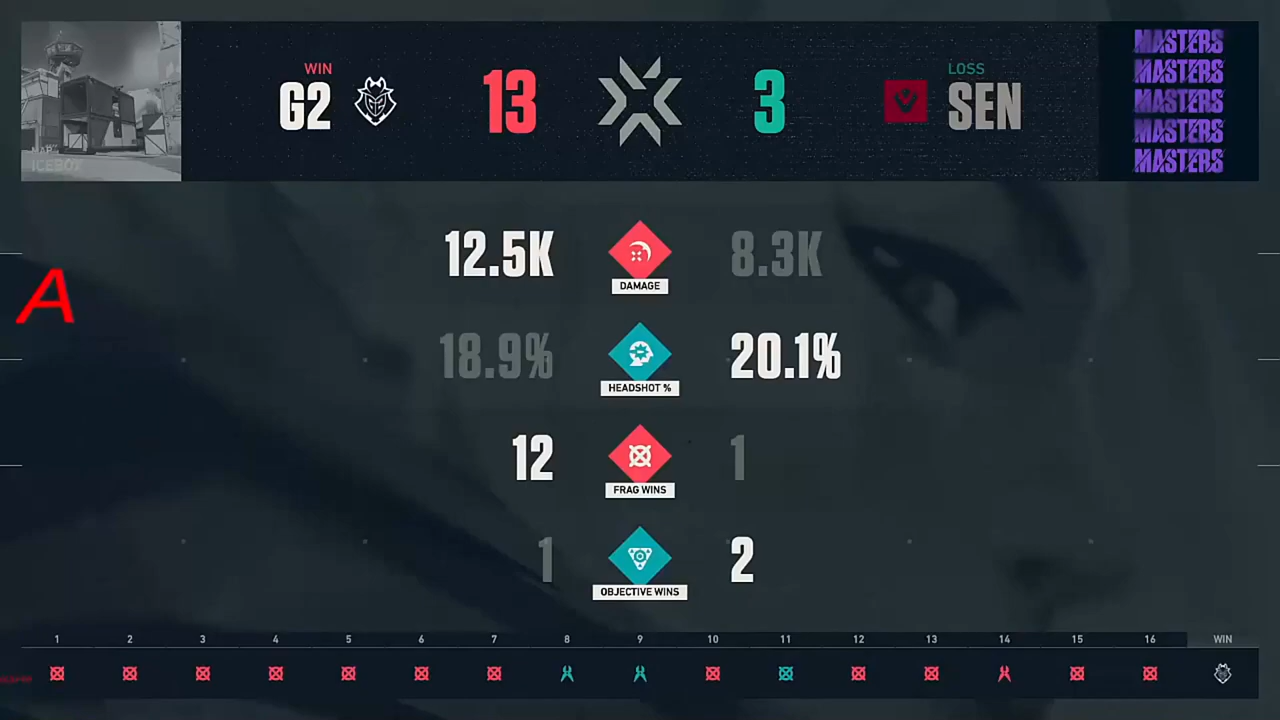 WIN
G2
13
3
LOSS
SEN
MASTERS
MASTERS
MASTERS
MASTERS
MASTERS
ICEBOX
12.5K
DAMAGE
8.3K
A
18.9%
HEADSHOT %
20.1%
12
FRAG WINS
1
1
OBJECTIVE WINS
2
1 2 3 4 5 6 7 8 9 10 11 12 13 14 15 16 WIN